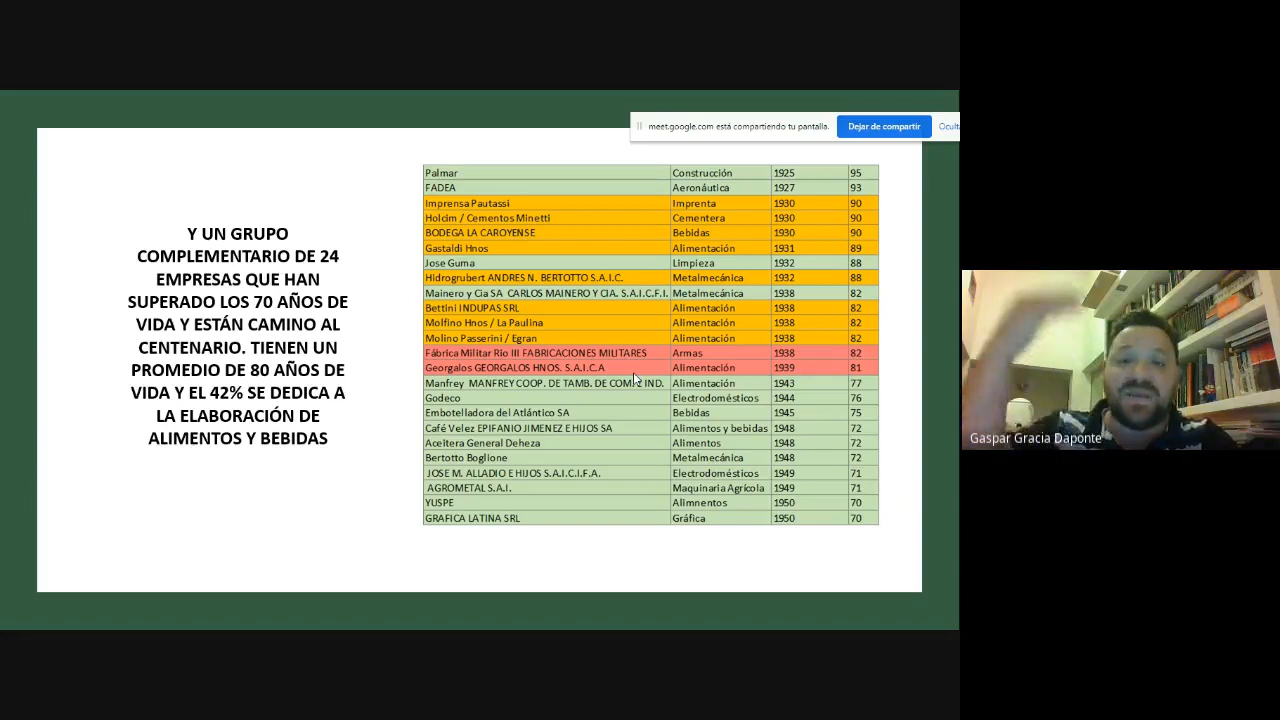 meet.google.com está compartiendo tu pantalla.
Dejar de compartir
Y UN GRUPO
COMPLEMENTARIO DE 24
EMPRESAS QUE HAN
SUPERADO LOS 70 AÑOS DE
VIDA Y ESTÁN CAMINO AL
CENTENARIO. TIENEN UN
PROMEDIO DE 80 AÑOS DE
VIDA Y EL 42% SE DEDICA A
LA ELABORACIÓN DE
ALIMENTOS Y BEBIDAS
Palmar Construcción 1925 95
FADEA Aeronáutica 1927 93
Imprensa Pautassi Imprenta 1930 90
Holcim / Cementos Minetti Cementera 1930 90
BODEGA LA CAROYENSE Bebidas 1930 90
Gastaldi Hnos Alimentación 1931 89
Jose Guma Limpieza 1932 88
Hidrogrubert ANDRES N. BERTOTTO S.A.I.C. Metalmecánica 1932 88
Mainero y Cia SA CARLOS MAINERO Y CIA. S.A.I.C.F.I. Metalmecánica 1938 82
Bettini INDUPAS SRL Alimentación 1938 82
Molfino Hnos / La Paulina Alimentación 1938 82
Molino Passerini / Egran Alimentación 1938 82
Fábrica Militar Rio III FABRICACIONES MILITARES Armas 1938 82
Georgalos GEORGALOS HNOS. S.A.I.C.A Alimentación 1939 81
Manfrey MANFREY COOP. DE TAMB. DE COM. E IND. Alimentación 1943 77
Godeco Electrodomésticos 1944 76
Embotelladora del Atlántico SA Bebidas 1945 75
Café Velez EPIFANIO JIMENEZ E HIJOS SA Alimentos y bebidas 1948 72
Aceitera General Deheza Alimentos 1948 72
Bertotto Boglione Metalmecánica 1948 72
JOSE M. ALLADIO E HIJOS S.A.I.C.I.F.A. Electrodomésticos 1949 71
AGROMETAL S.A.I. Maquinaria Agrícola 1949 71
YUSPE Alimnentos 1950 70
GRAFICA LATINA SRL Gráfica 1950 70
Gaspar Gracia Daponte